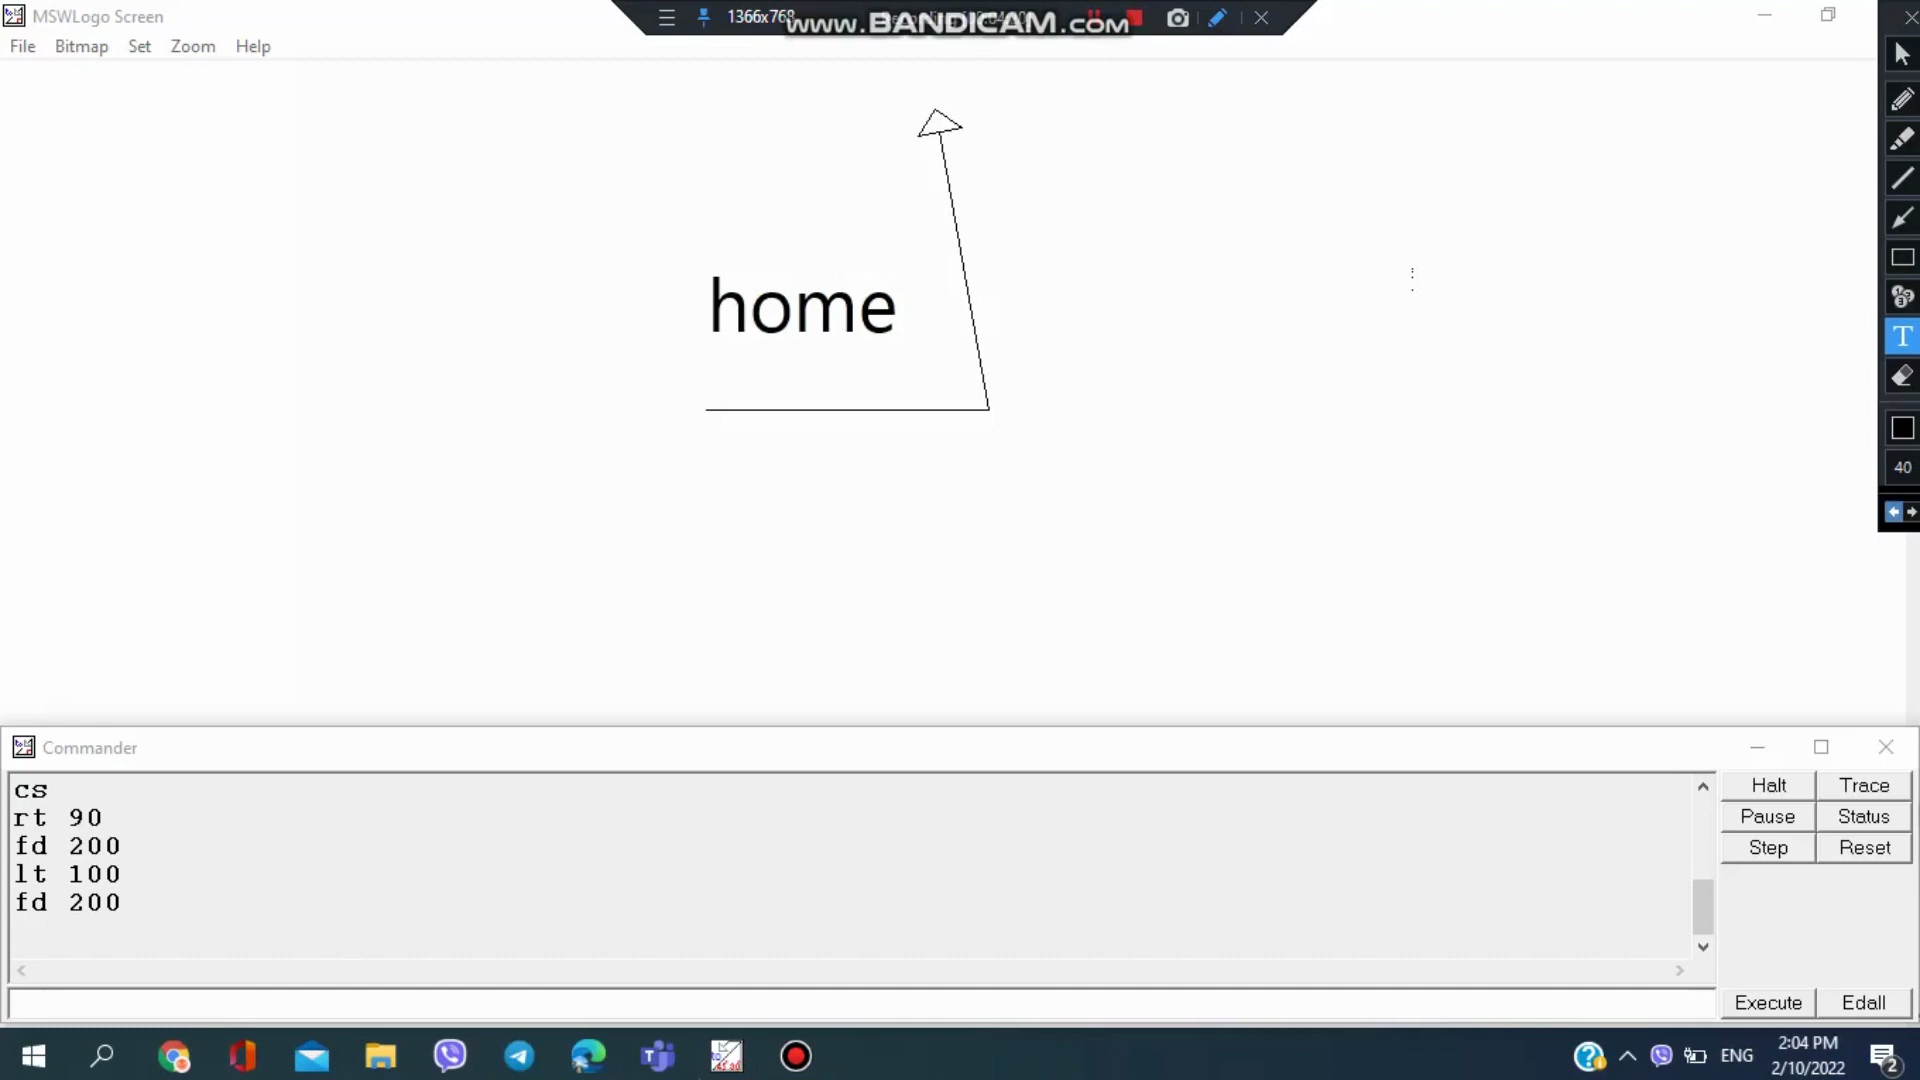 MSWLogo Screen
1366x768
www.BANDICAM.com
File Bitmap Set Zoom Help
home
T
40
Commander
cs
rt 90
fd 200
lt 100
fd 200
Halt Trace
Pause Status
Step Reset
Execute Edall
ENG
2:04 PM
2/10/2022
2